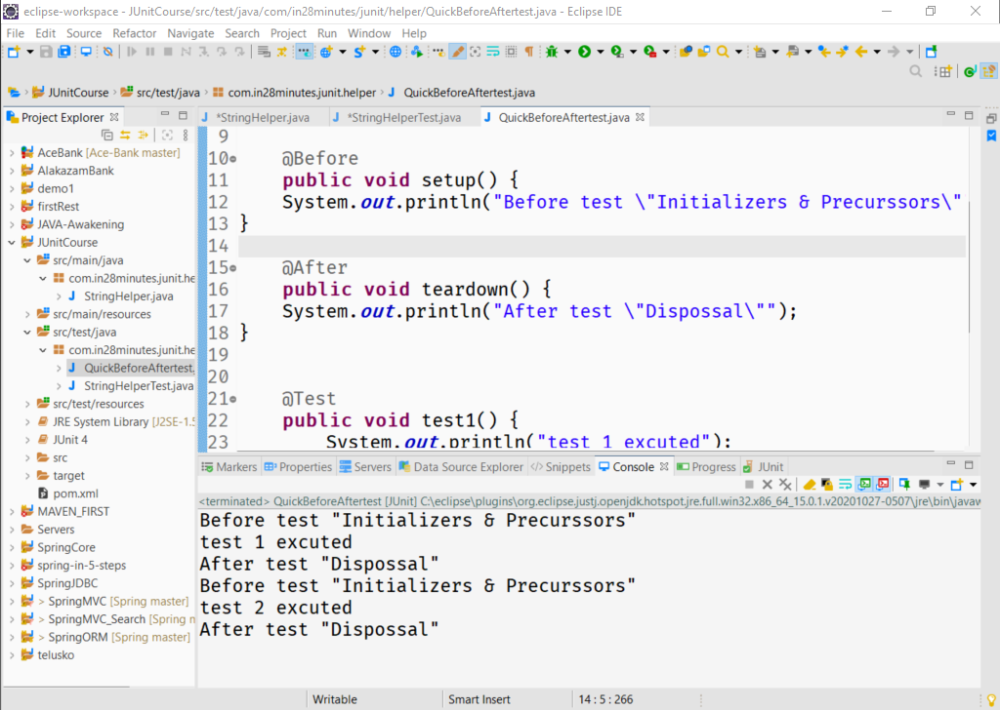 eclipse-workspace - JUnitCourse/src/test/java/com/in28minutes/junit/helper/QuickBeforeAftertest.java - Eclipse IDE
File Edit Source Refactor Navigate Search Project Run Window Help
JUnitCourse src/test/java com.in28minutes.junit.helper QuickBeforeAftertest.java
Project Explorer
*StringHelper.java *StringHelperTest.java QuickBeforeAftertest.java
AceBank [Ace-Bank master]
AlakazamBank
demo1
firstRest
JAVA-Awakening
JUnitCourse
src/main/java
com.in28minutes.junit.he
StringHelper.java
src/main/resources
src/test/java
com.in28minutes.junit.he
QuickBeforeAftertest.
StringHelperTest.java
src/test/resources
JRE System Library [J2SE-1.5
JUnit 4
src
target
pom.xml
MAVEN_FIRST
Servers
SpringCore
spring-in-5-steps
SpringJDBC
> SpringMVC [Spring master]
> SpringMVC_Search [Spring n
> SpringORM [Spring master]
telusko
9
10 @Before
11 public void setup() {
12 System.out.println("Before test \"Initializers & Precurssors\"
13 }
14
15 @After
16 public void teardown() {
17 System.out.println("After test \"Dispossal\"");
18 }
19
20
21 @Test
22 public void test1() {
23 System.out.println("test 1 excuted");
Markers Properties Servers Data Source Explorer Snippets Console Progress JUnit
<terminated> QuickBeforeAftertest [JUnit] C:\eclipse\plugins\org.eclipse.justj.openjdk.hotspot.jre.full.win32.x86_64_15.0.1.v20201027-0507\jre\bin\javaw
Before test "Initializers & Precurssors"
test 1 excuted
After test "Dispossal"
Before test "Initializers & Precurssors"
test 2 excuted
After test "Dispossal"
Writable Smart Insert 14 : 5 : 266